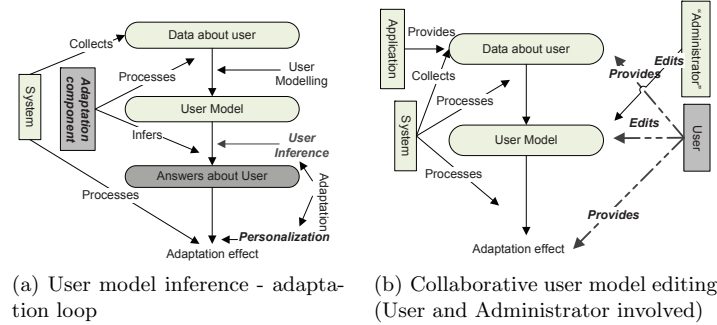 Data about user
Collects
Processes
User
Modelling
System
Adaptation
component
User Model
Infers
User
Inference
Answers about User
Processes
Adaptation
Personalization
Adaptation effect
(a) User model inference - adapta-
tion loop
Application
Provides
Data about user
Collects
Processes
System
User Model
Processes
Adaptation effect
"Administrator"
Edits
Provides
Edits
User
Provides
(b) Collaborative user model editing
(User and Administrator involved)